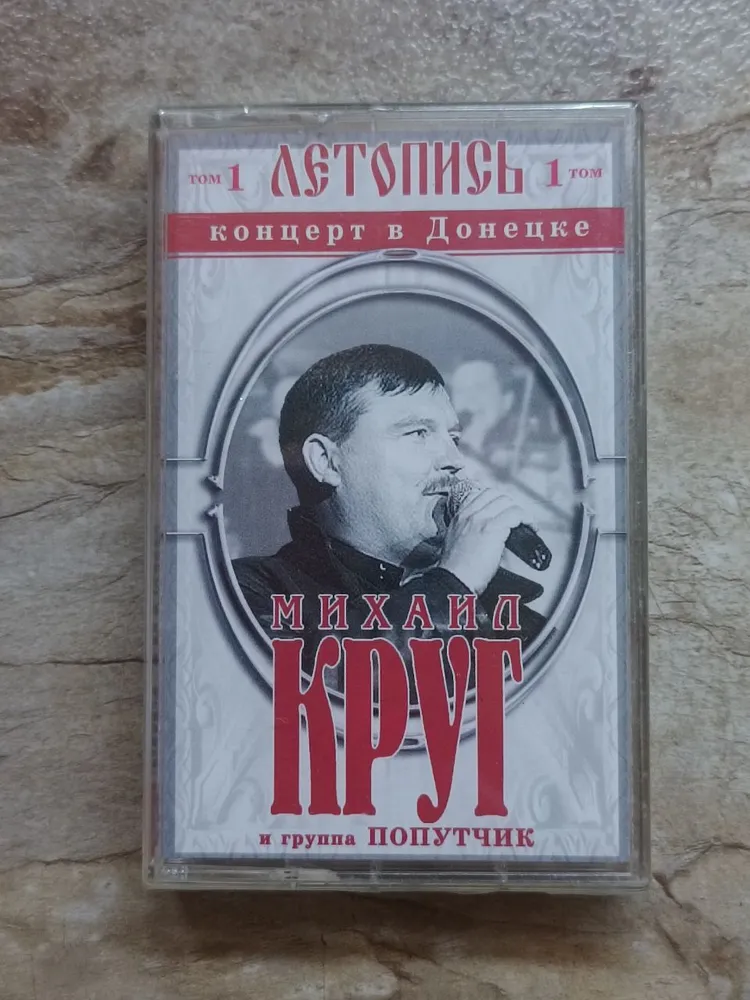 том 1 ЛЕТОПИСЬ 1 том
концерт в Донецке
МИХАИЛ
КРУГ
и группа ПОПУТЧИК